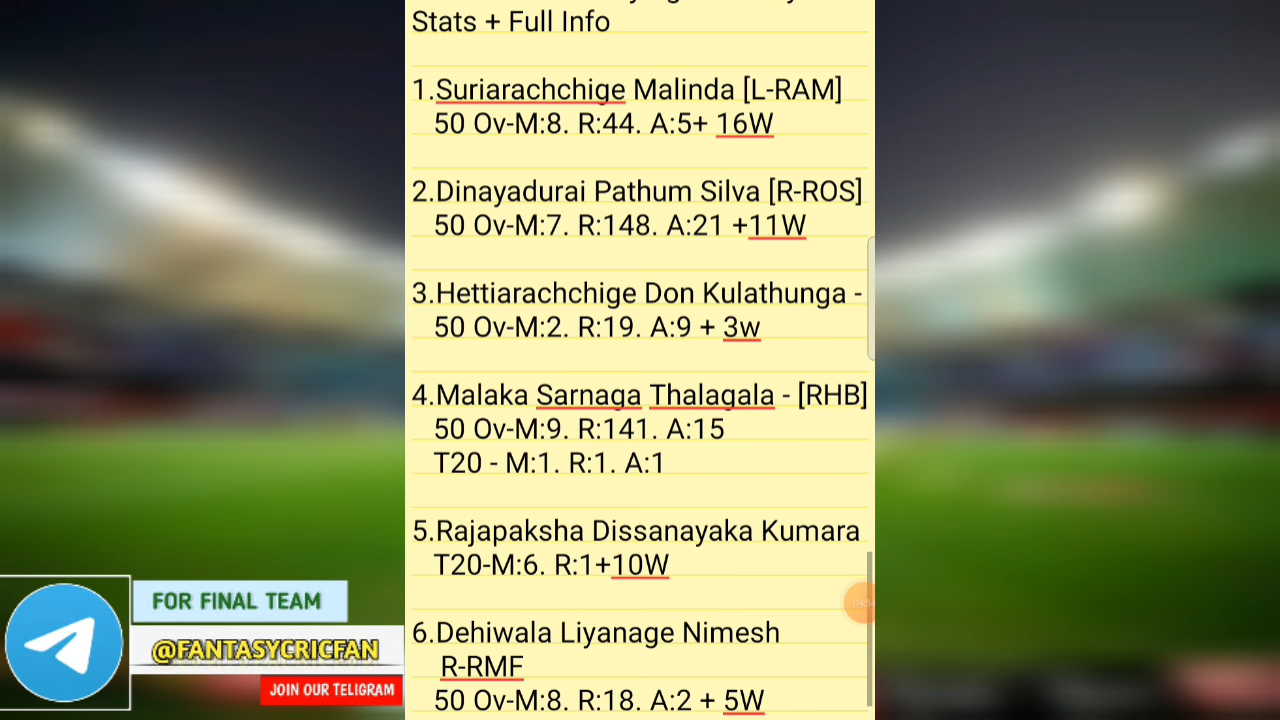 Stats + Full Info
1.Suriarachchige Malinda [L-RAM]
50 Ov-M:8. R:44. A:5+ 16W
2.Dinayadurai Pathum Silva [R-ROS]
50 Ov-M:7. R:148. A:21 +11W
3.Hettiarachchige Don Kulathunga -
50 Ov-M:2. R:19. A:9 + 3w
4.Malaka Sarnaga Thalagala - [RHB]
50 Ov-M:9. R:141. A:15
T20 - M:1. R:1. A:1
5.Rajapaksha Dissanayaka Kumara
T20-M:6. R:1+10W
6.Dehiwala Liyanage Nimesh
R-RMF
50 Ov-M:8. R:18. A:2 + 5W
FOR FINAL TEAM
@FANTASYCRICFAN
JOIN OUR TELIGRAM